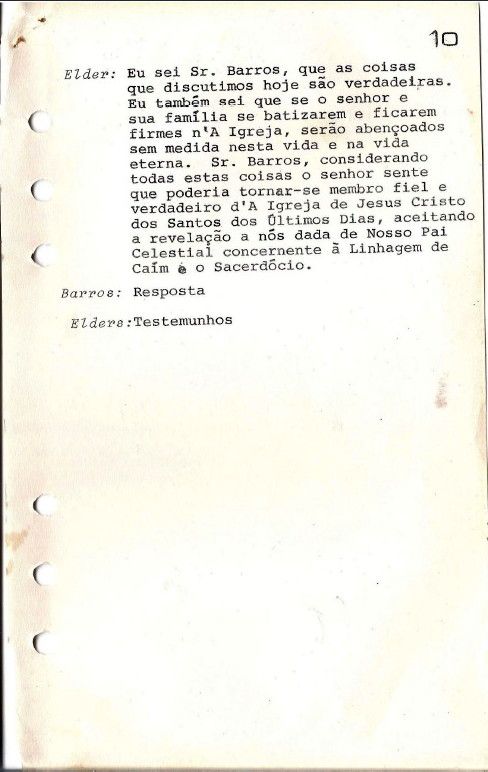 10
Elder: Eu sei Sr. Barros, que as coisas
que discutimos hoje são verdadeiras.
Eu também sei que se o senhor e
sua família se batizarem e ficarem
firmes n'A Igreja, serão abençoados
sem medida nesta vida e na vida
eterna. Sr. Barros, considerando
todas estas coisas o senhor sente
que poderia tornar-se membro fiel e
verdadeiro d'A Igreja de Jesus Cristo
dos Santos dos Últimos Dias, aceitando
a revelação a nós dada de Nosso Pai
Celestial concernente à Linhagem de
Caím e o Sacerdócio.
Barros: Resposta
Elders:Testemunhos